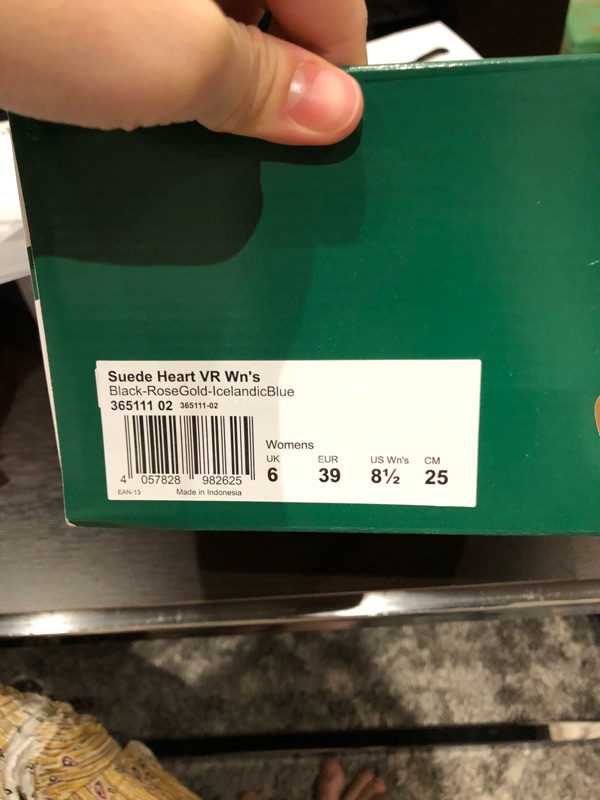 Suede Heart VR Wn's
Black-RoseGold-IcelandicBlue
365111 02 365111-02
4 057828 982625
EAN-13 Made in Indonesia
Womens
UK EUR US Wn's CM
6 39 8½ 25